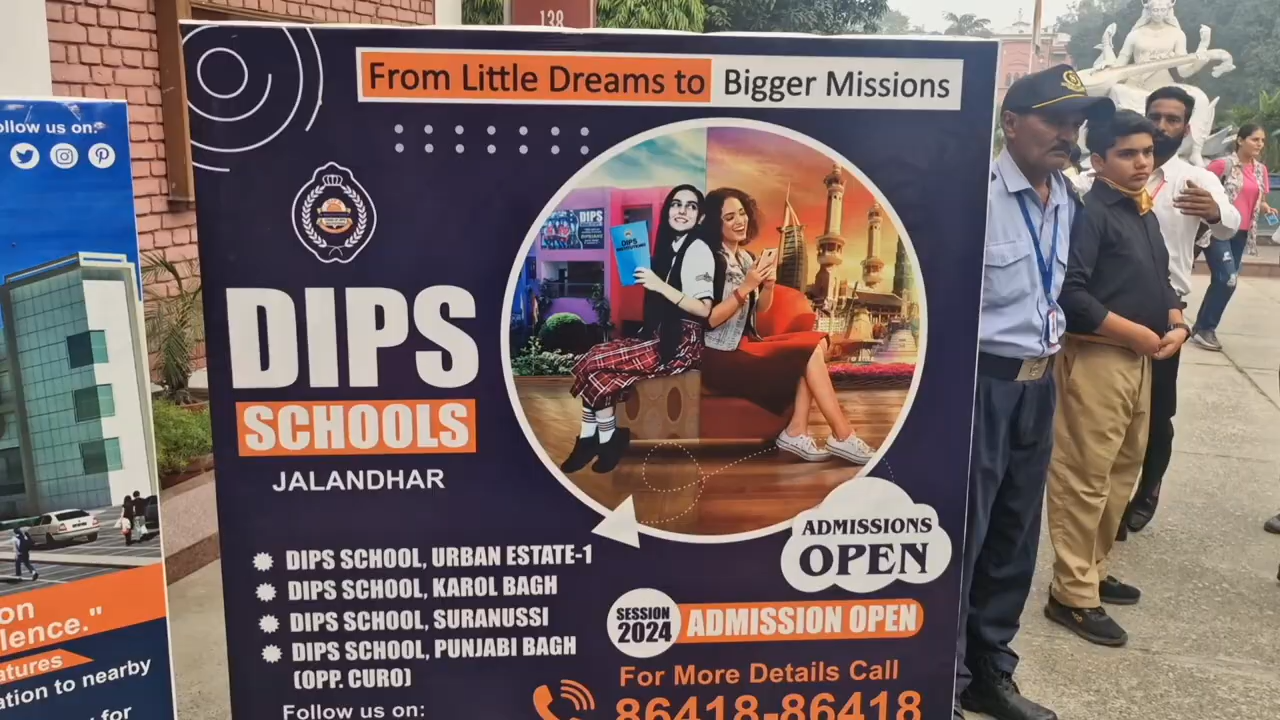 138
From Little Dreams to Bigger Missions
ollow us on:
DIPS
DIPS
DIPS
SCHOOLS
JALANDHAR
ADMISSIONS
OPEN
DIPS SCHOOL, URBAN ESTATE-1
DIPS SCHOOL, KAROL BAGH
DIPS SCHOOL, SURANUSSI
DIPS SCHOOL, PUNJABI BAGH
(OPP. CURO)
Follow us on:
SESSION
2024
ADMISSION OPEN
For More Details Call
86418-86418
on
lence."
atures
ation to nearby
for